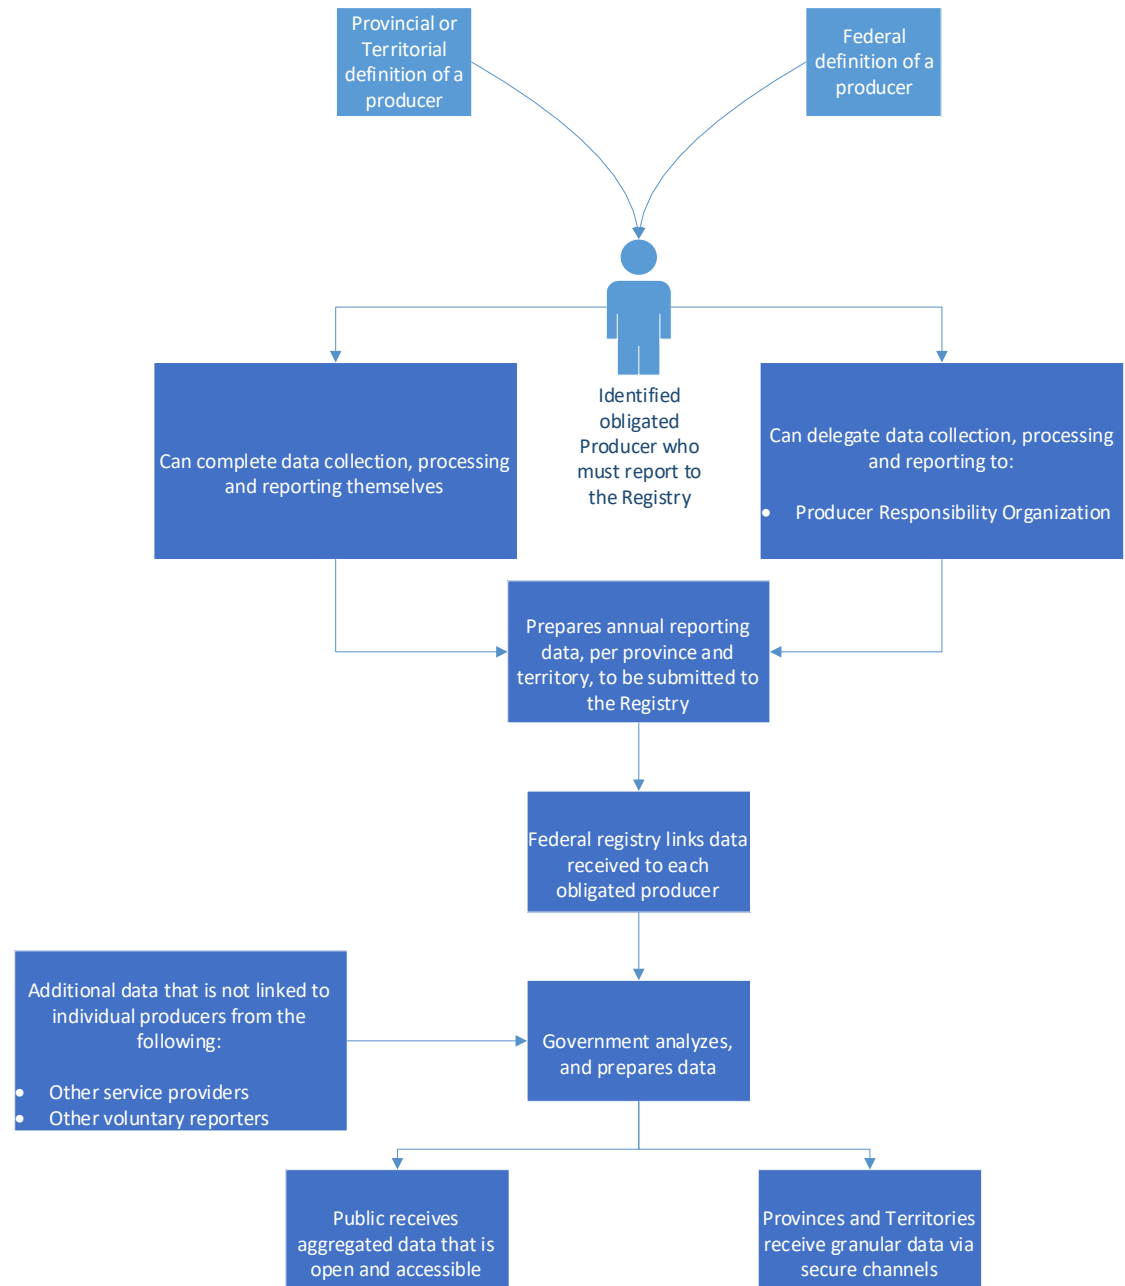 Provincial or
Territorial
definition of a
producer
Federal
definition of a
producer
Identified
obligated
Producer who
must report to
the Registry
Can complete data collection, processing
and reporting themselves
Can delegate data collection, processing
and reporting to:
• Producer Responsibility Organization
Prepares annual reporting
data, per province and
territory, to be submitted to
the Registry
Federal registry links data
received to each
obligated producer
Additional data that is not linked to
individual producers from the
following:
• Other service providers
• Other voluntary reporters
Government analyzes,
and prepares data
Public receives
aggregated data that is
open and accessible
Provinces and Territories
receive granular data via
secure channels